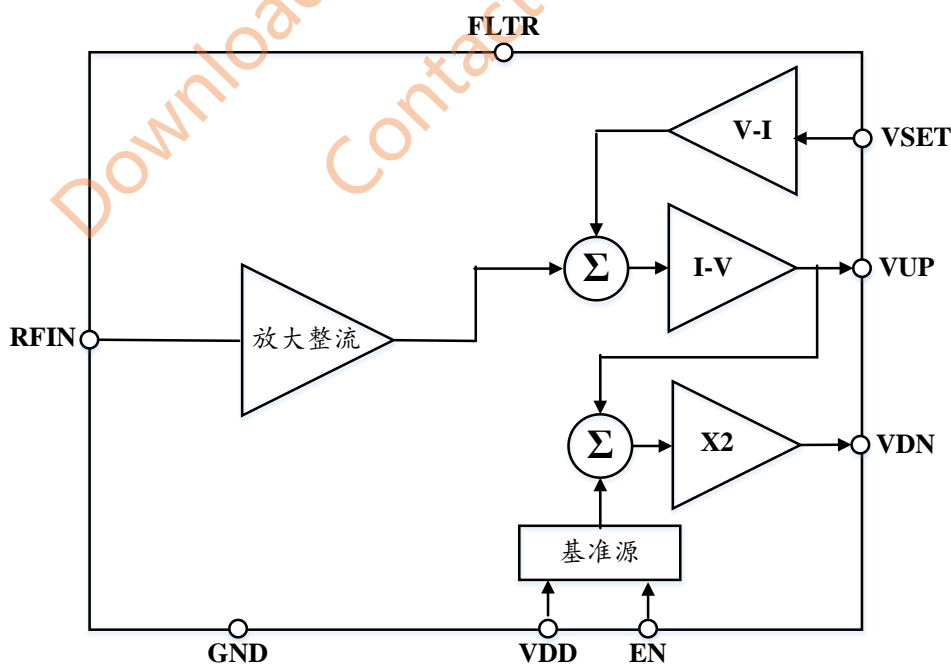 Download
Contact
FLTR
V-I
VSET
Σ
I-V
VUP
RFIN
放大整流
Σ
X2
VDN
基准源
GND
VDD
EN